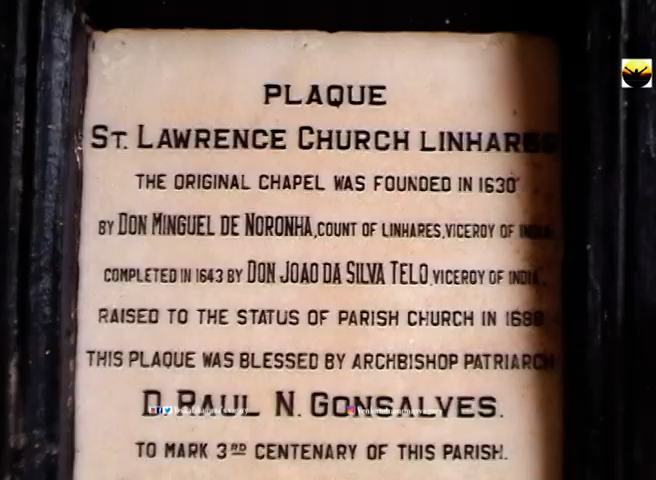 PLAQUE
ST. LAWRENCE CHURCH LINHARES
THE ORIGINAL CHAPEL WAS FOUNDED IN 1630
BY DON MINGUEL DE NORONHA, COUNT OF LINHARES, VICEROY OF INDIA
COMPLETED IN 1643 BY DON JOAO DA SILVA TELO, VICEROY OF INDIA,
RAISED TO THE STATUS OF PARISH CHURCH IN 1688
THIS PLAQUE WAS BLESSED BY ARCHBISHOP PATRIARCH
D. RAUL N. GONSALVES.
TO MARK 3RD CENTENARY OF THIS PARISH.